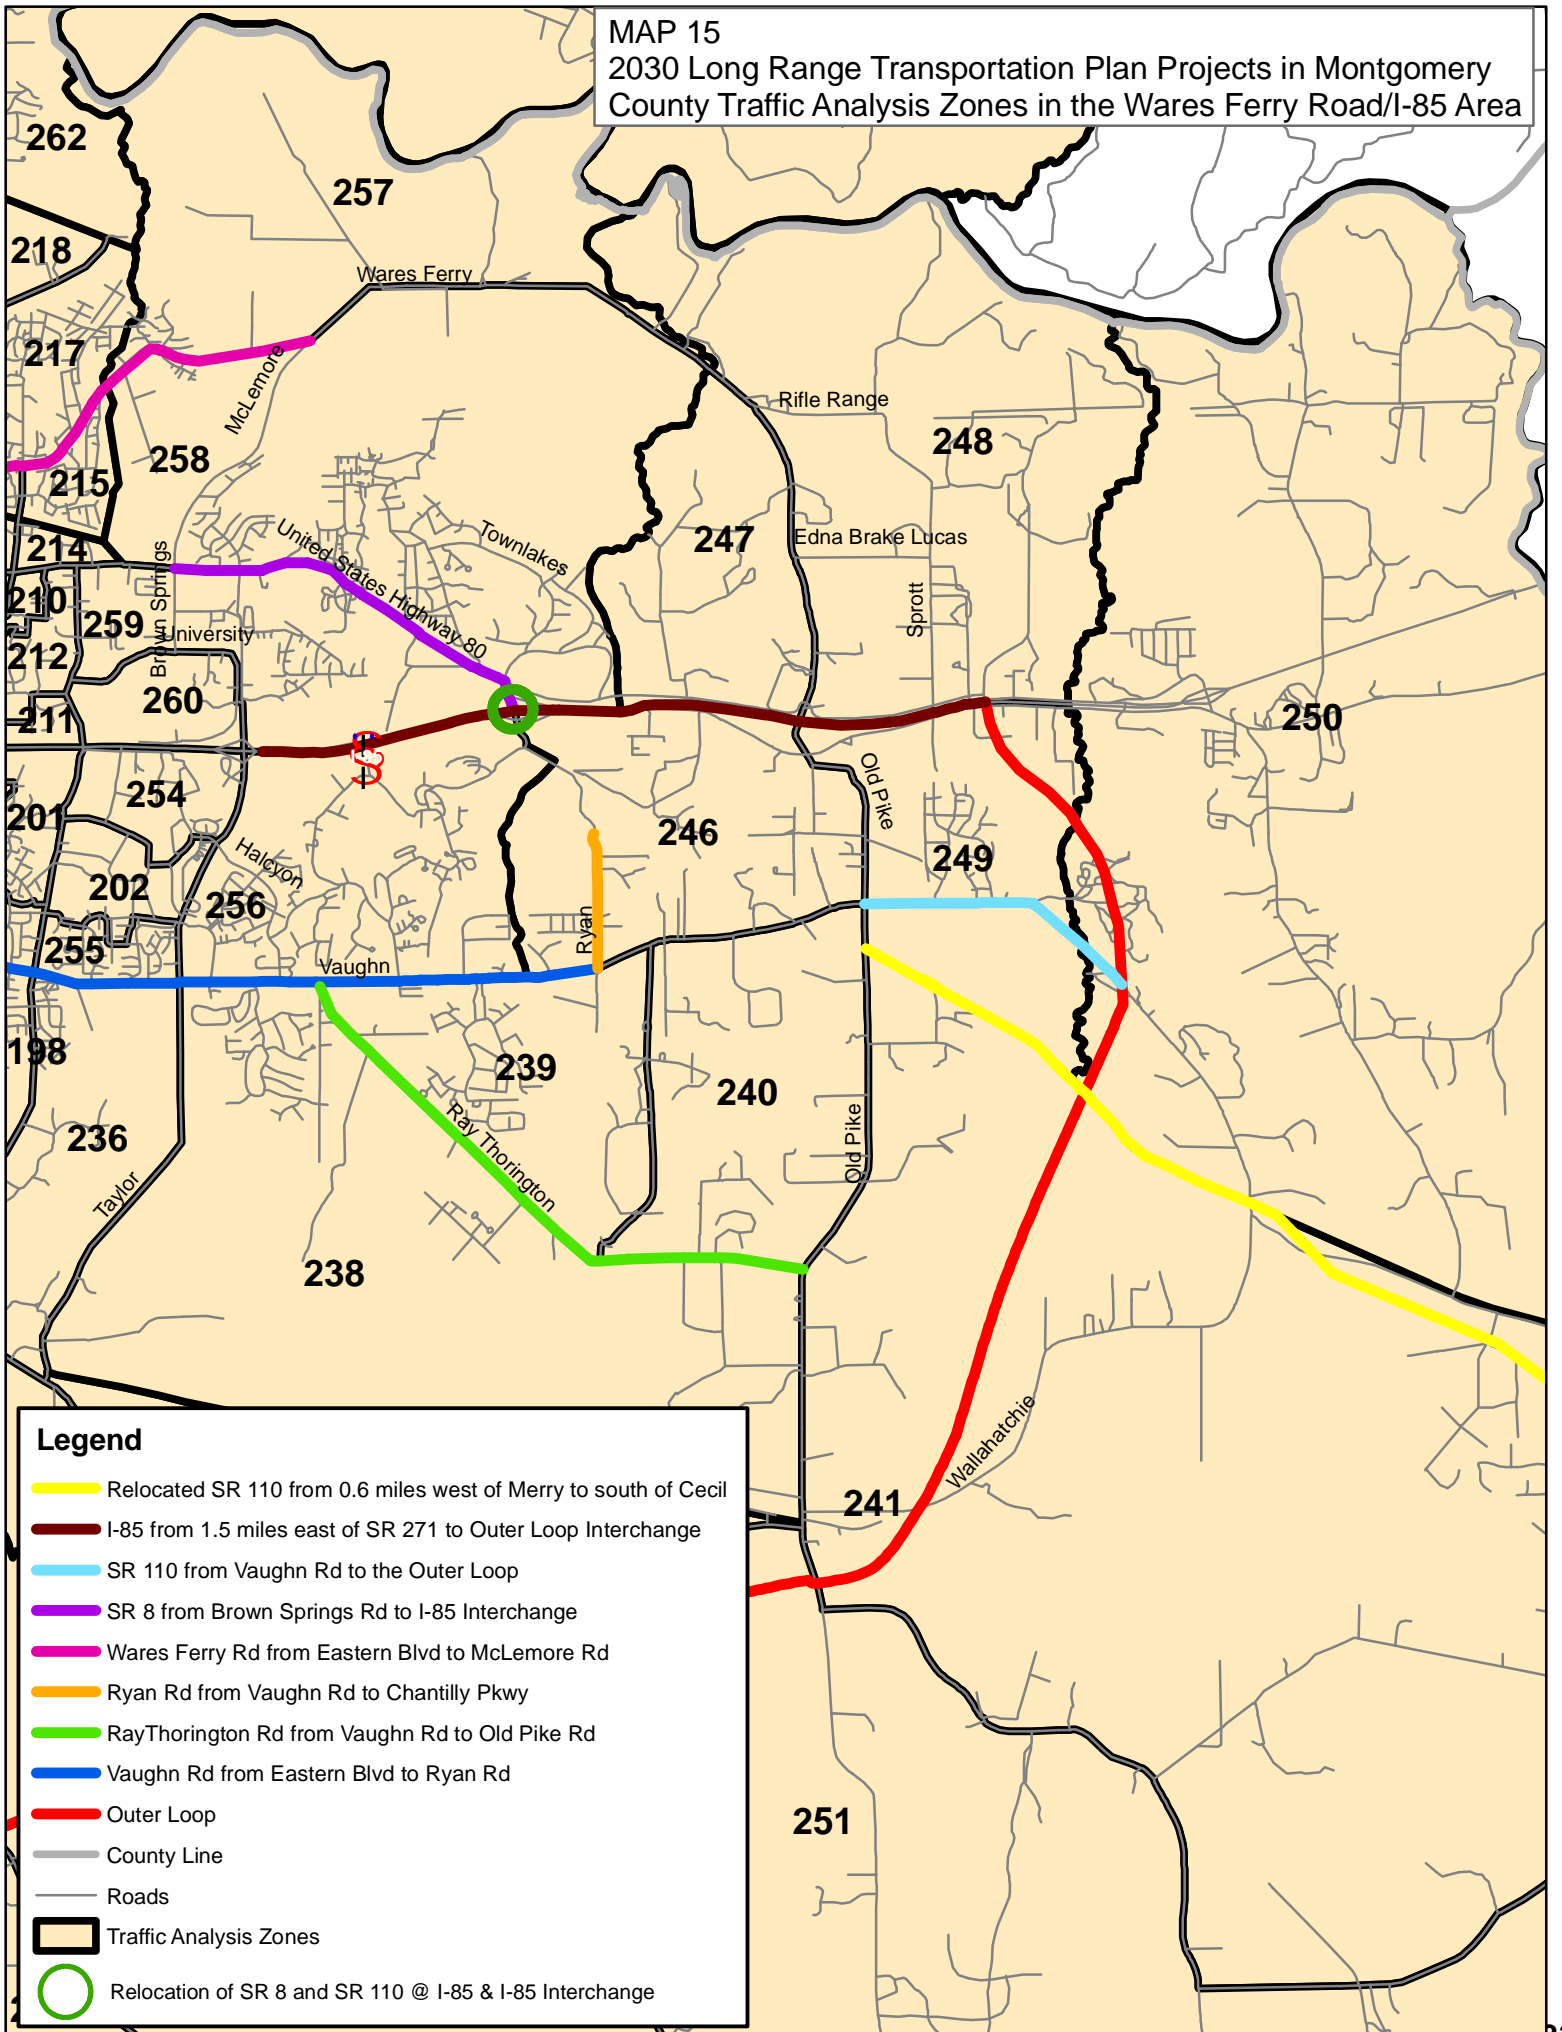 MAP 15
2030 Long Range Transportation Plan Projects in Montgomery
County Traffic Analysis Zones in the Wares Ferry Road/I-85 Area
262
257
218
Wares Ferry
217
McLemore
Rifle Range
258
248
215
United States Highway 80
Townlakes
247
Edna Brake Lucas
214
Brown Springs
210
259
University
Sprott
212
260
211
250
254
Old Pike
201
246
Halcyon
249
202
256
Ryan
255
Vaughn
198
239
240
236
Ray Thorington
Old Pike
Taylor
238
Wallahatchie
241
251
Legend
Relocated SR 110 from 0.6 miles west of Merry to south of Cecil
I-85 from 1.5 miles east of SR 271 to Outer Loop Interchange
SR 110 from Vaughn Rd to the Outer Loop
SR 8 from Brown Springs Rd to I-85 Interchange
Wares Ferry Rd from Eastern Blvd to McLemore Rd
Ryan Rd from Vaughn Rd to Chantilly Pkwy
RayThorington Rd from Vaughn Rd to Old Pike Rd
Vaughn Rd from Eastern Blvd to Ryan Rd
Outer Loop
County Line
Roads
Traffic Analysis Zones
Relocation of SR 8 and SR 110 @ I-85 & I-85 Interchange